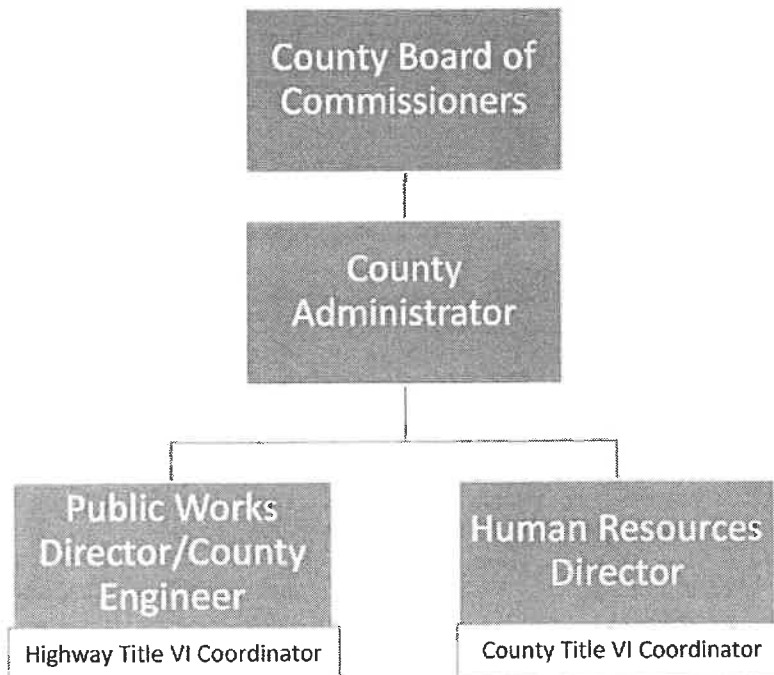 County Board of
Commissioners
County
Administrator
Public Works
Director/County
Engineer
Highway Title VI Coordinator
Human Resources
Director
County Title VI Coordinator